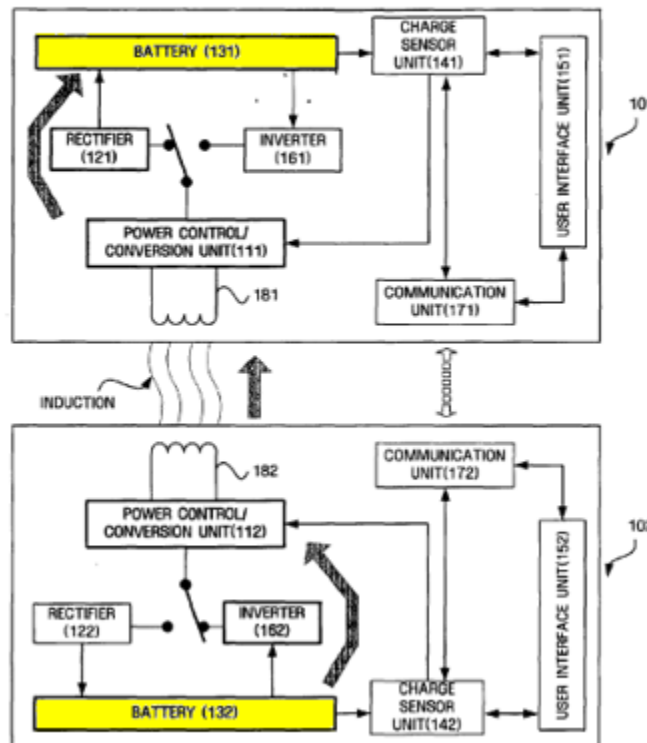 BATTERY (131)
CHARGE
SENSOR
UNIT(141)
USER INTERFACE UNIT(151)
10
RECTIFIER
(121)
INVERTER
(161)
POWER CONTROL/
CONVERSION UNIT(111)
181
COMMUNICATION
UNIT(171)
INDUCTION
182
COMMUNICATION
UNIT(172)
POWER CONTROL/
CONVERSION UNIT(112)
USER INTERFACE UNIT(152)
RECTIFIER
(122)
INVERTER
(162)
BATTERY (132)
CHARGE
SENSOR
UNIT(142)